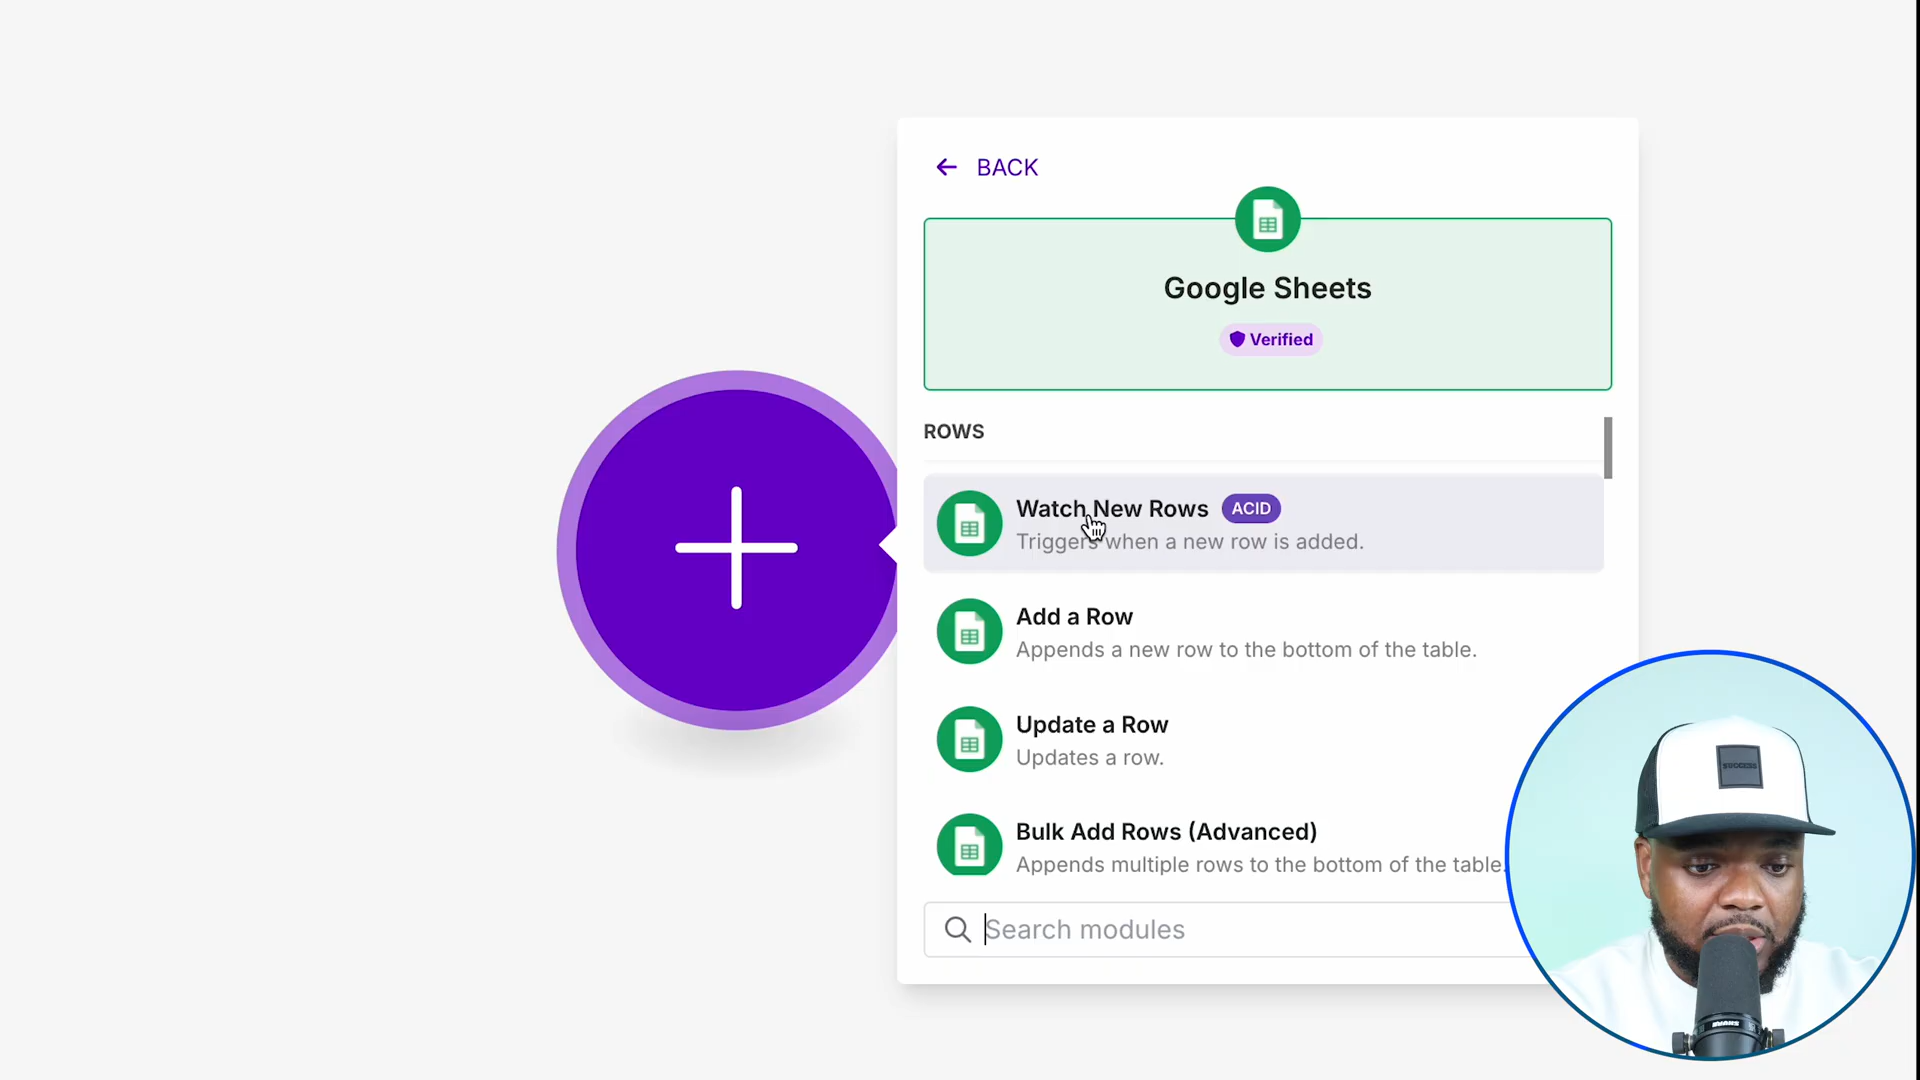 BACK
Google Sheets
Verified
ROWS
Watch New Rows ACID
Triggers when a new row is added.
Add a Row
Appends a new row to the bottom of the table.
Update a Row
Updates a row.
Bulk Add Rows (Advanced)
Appends multiple rows to the bottom of the table.
Search modules
SUCCESS
SHURE